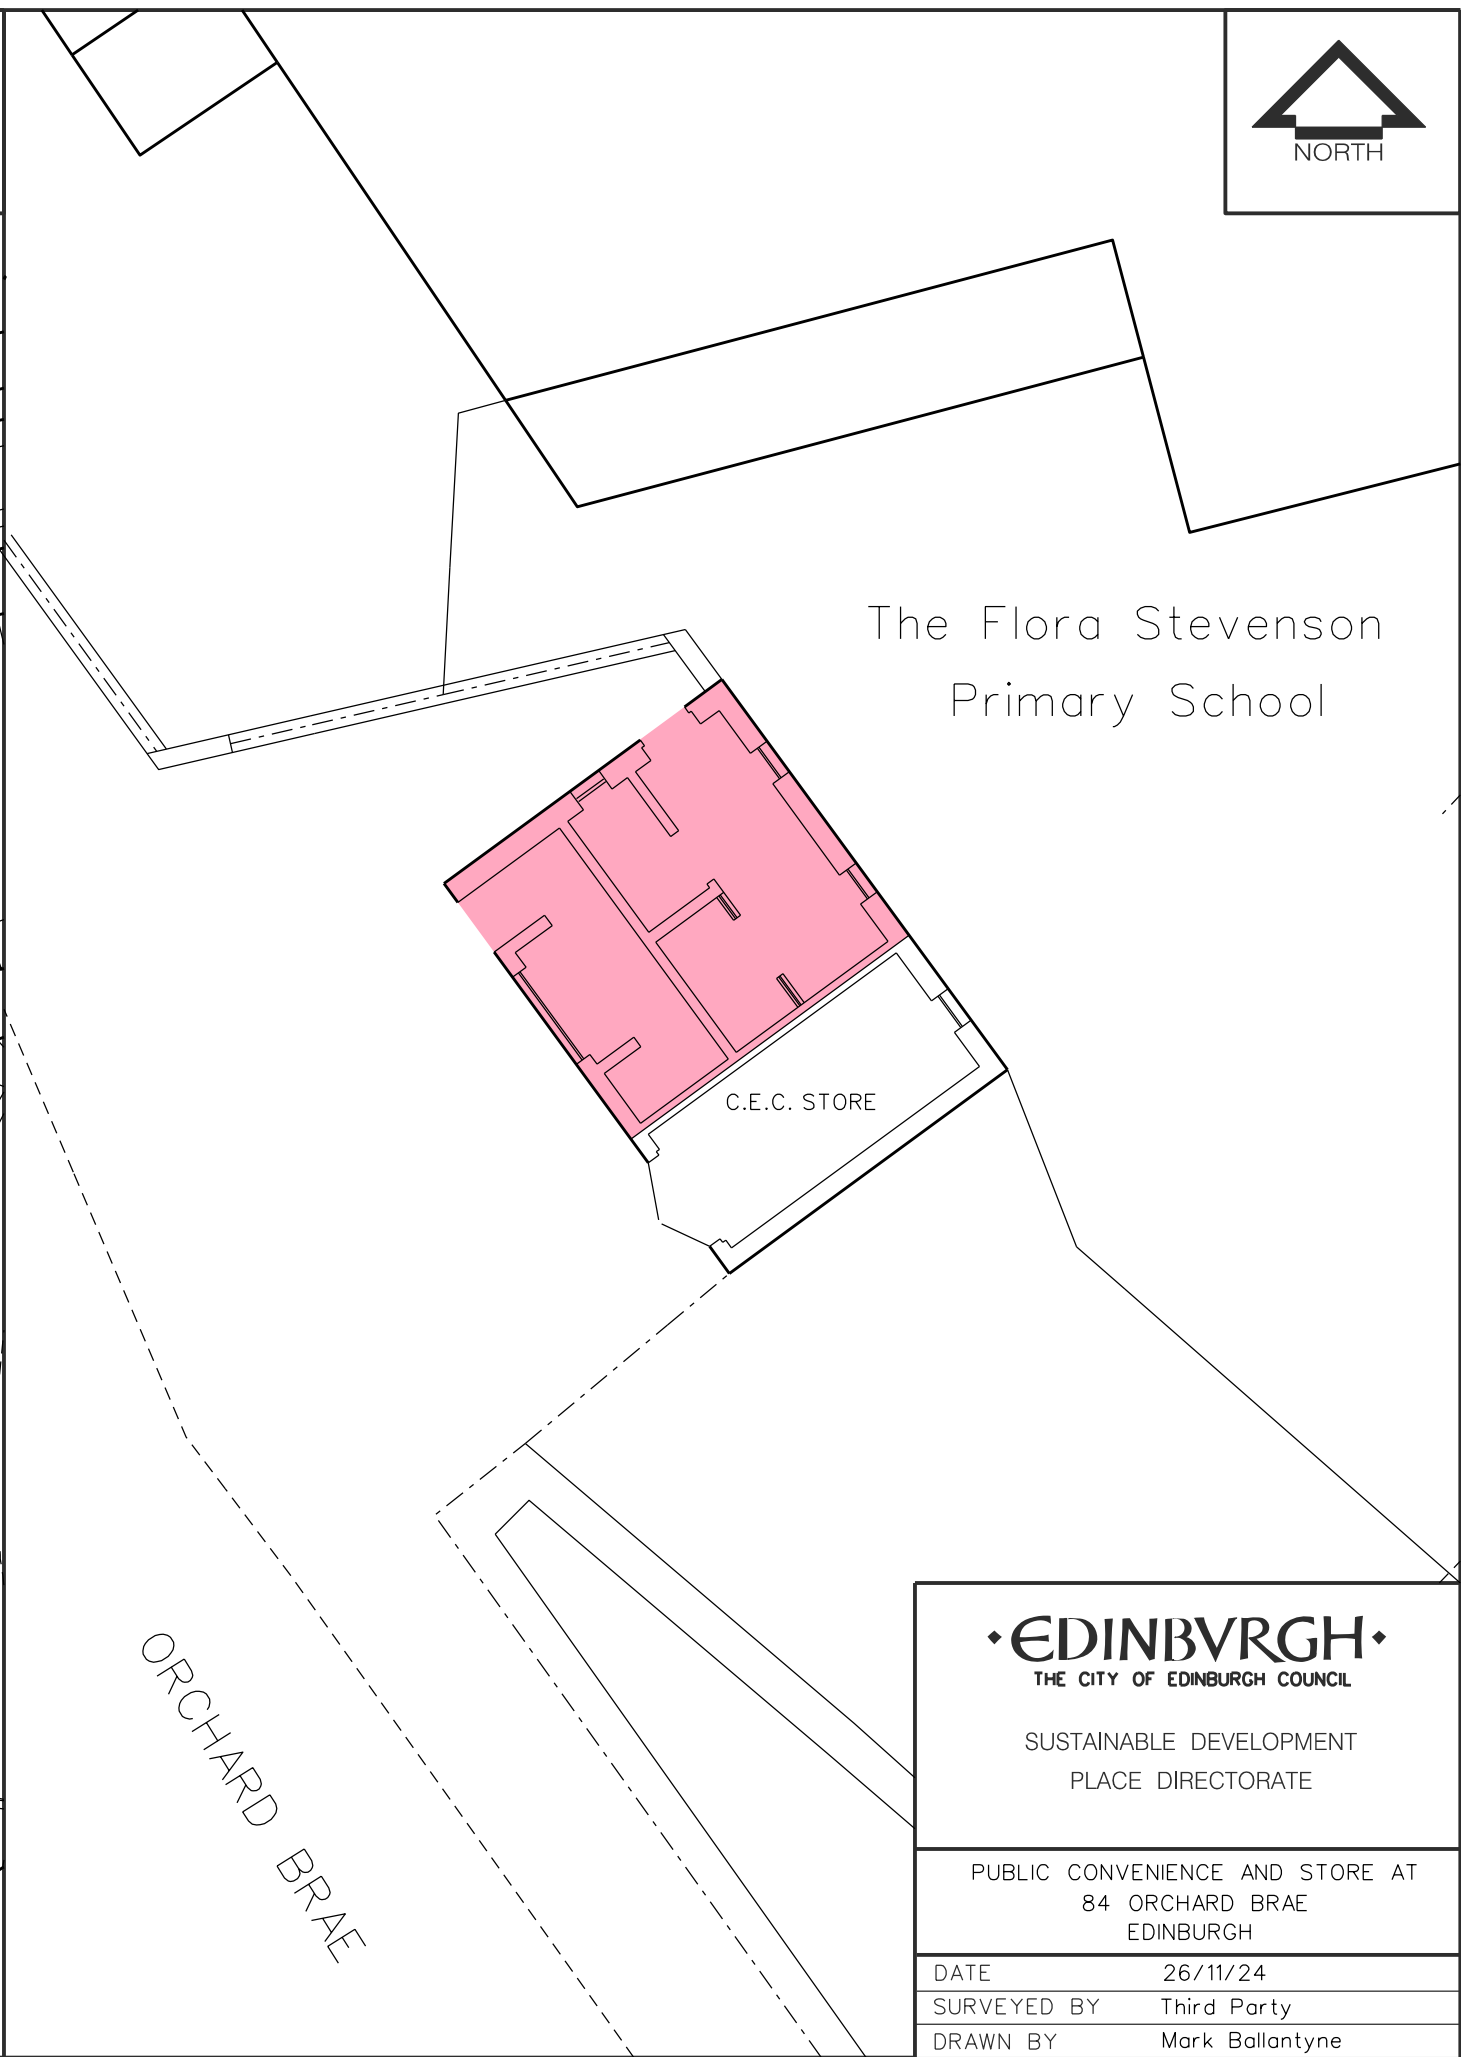 NORTH
The Flora Stevenson
Primary School
C.E.C. STORE
ORCHARD BRAE
EDINBVRGH
THE CITY OF EDINBURGH COUNCIL
SUSTAINABLE DEVELOPMENT
PLACE DIRECTORATE
PUBLIC CONVENIENCE AND STORE AT
84 ORCHARD BRAE
EDINBURGH
DATE 26/11/24
SURVEYED BY Third Party
DRAWN BY Mark Ballantyne